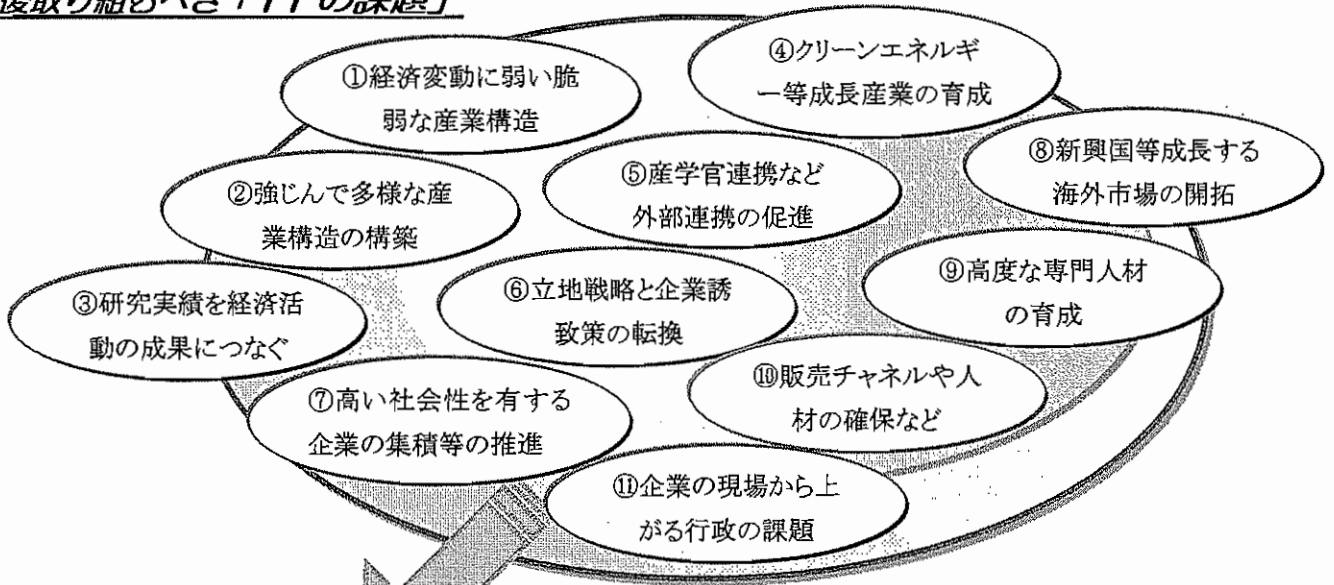 後取り組むべき「11の課題」
①経済変動に弱い脆
弱な産業構造
②強じんで多様な産
業構造の構築
③研究実績を経済活
動の成果につなぐ
④クリーンエネルギ
ー等成長産業の育成
⑤産学官連携など
外部連携の促進
⑥立地戦略と企業誘
致策の転換
⑦高い社会性を有する
企業の集積等の推進
⑧新興国等成長する
海外市場の開拓
⑨高度な専門人材
の育成
⑩販売チャネルや人
材の確保など
⑪企業の現場から上
がる行政の課題